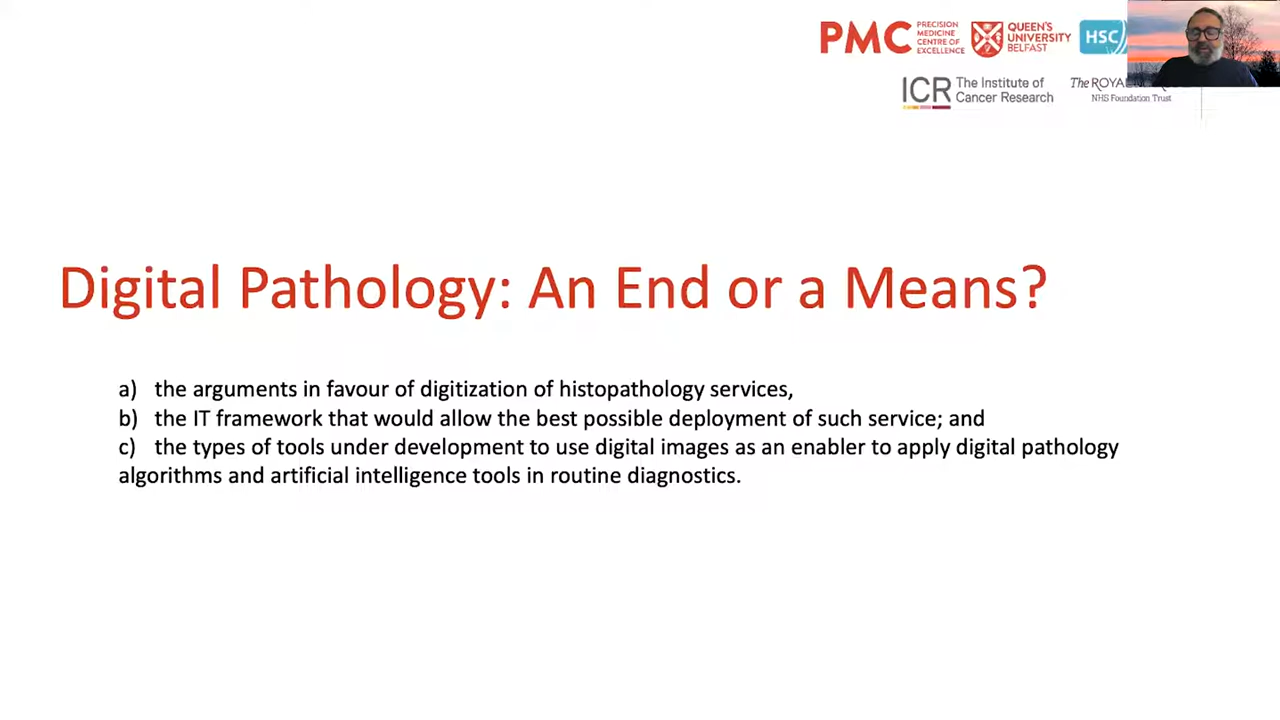 PMC PRECISION MEDICINE CENTRE OF EXCELLENCE
QUEEN'S UNIVERSITY BELFAST
HSC
ICR The Institute of Cancer Research
The
NHS Foundation Trust
Digital Pathology: An End or a Means?
a) the arguments in favour of digitization of histopathology services,
b) the IT framework that would allow the best possible deployment of such service; and
c) the types of tools under development to use digital images as an enabler to apply digital pathology
algorithms and artificial intelligence tools in routine diagnostics.